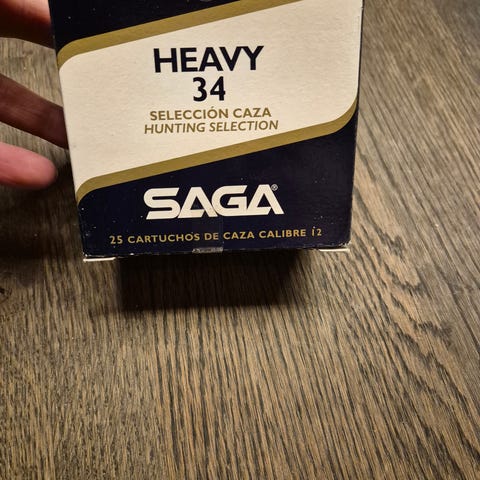 HEAVY
34
SELECCIÓN CAZA
HUNTING SELECTION
SAGA®
25 CARTUCHOS DE CAZA CALIBRE 12